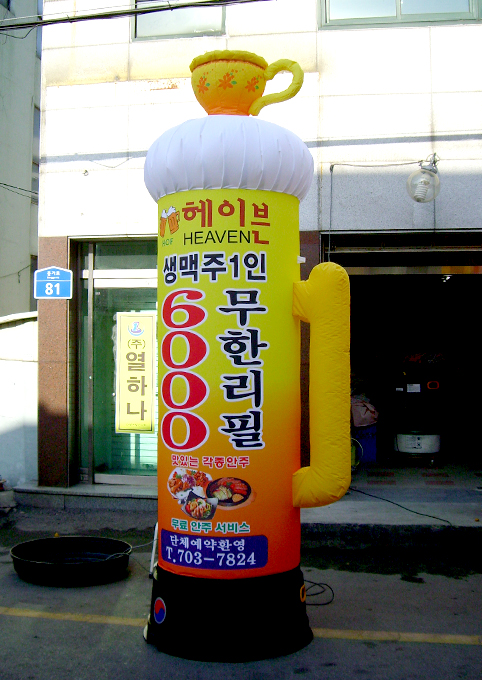 헤이븐
HOF
HEAVEN
생맥주1인
6000
무한리필
맛있는 각종안주
무료 안주 서비스
단체예약환영
T.703-7824
81
(주)
열하나